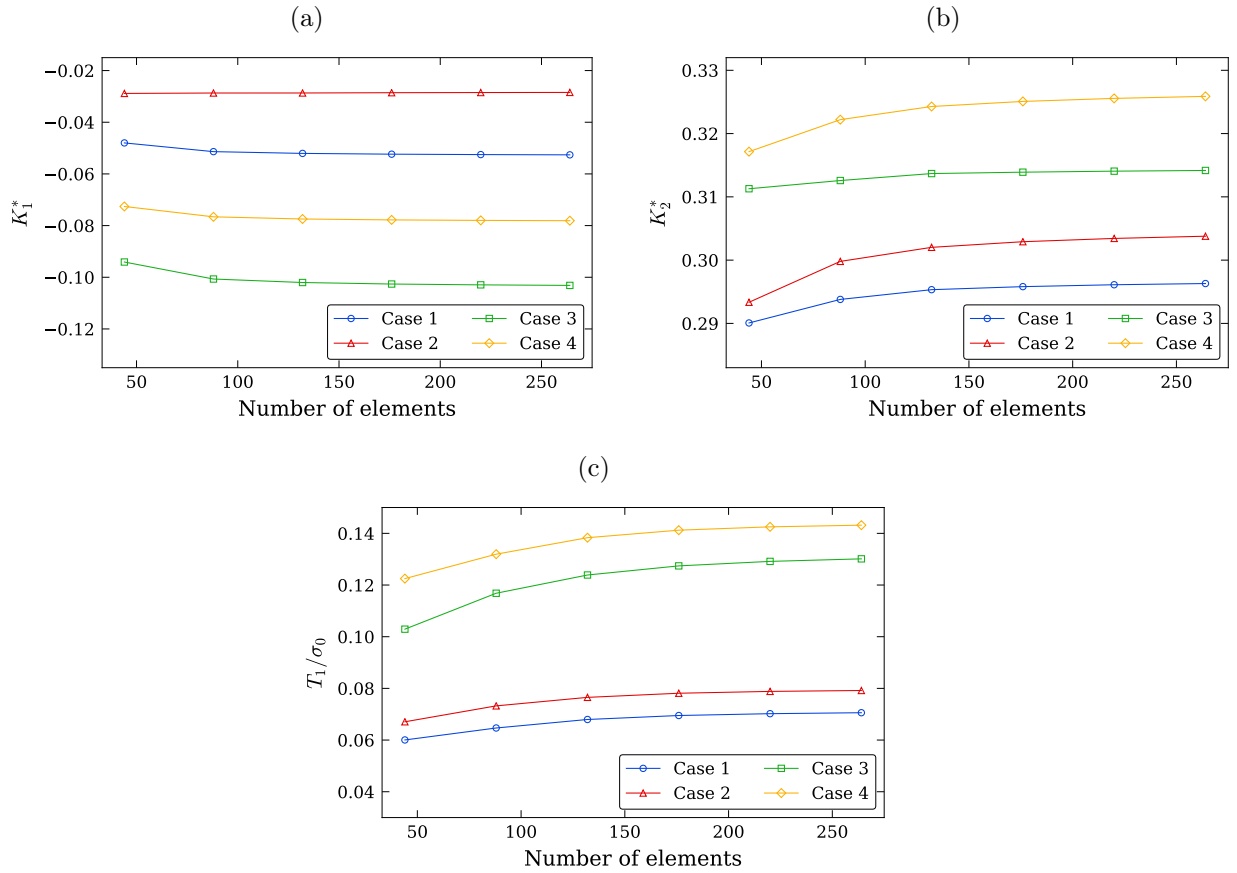 (a)
−0.02
−0.04
−0.06
−0.08
−0.10
−0.12
K₁*
50 100 150 200 250
Number of elements
Case 1 Case 3
Case 2 Case 4
(b)
0.33
0.32
0.31
0.30
0.29
K₂*
50 100 150 200 250
Number of elements
Case 1 Case 3
Case 2 Case 4
(c)
0.14
0.12
0.10
0.08
0.06
0.04
T₁/σ₀
50 100 150 200 250
Number of elements
Case 1 Case 3
Case 2 Case 4